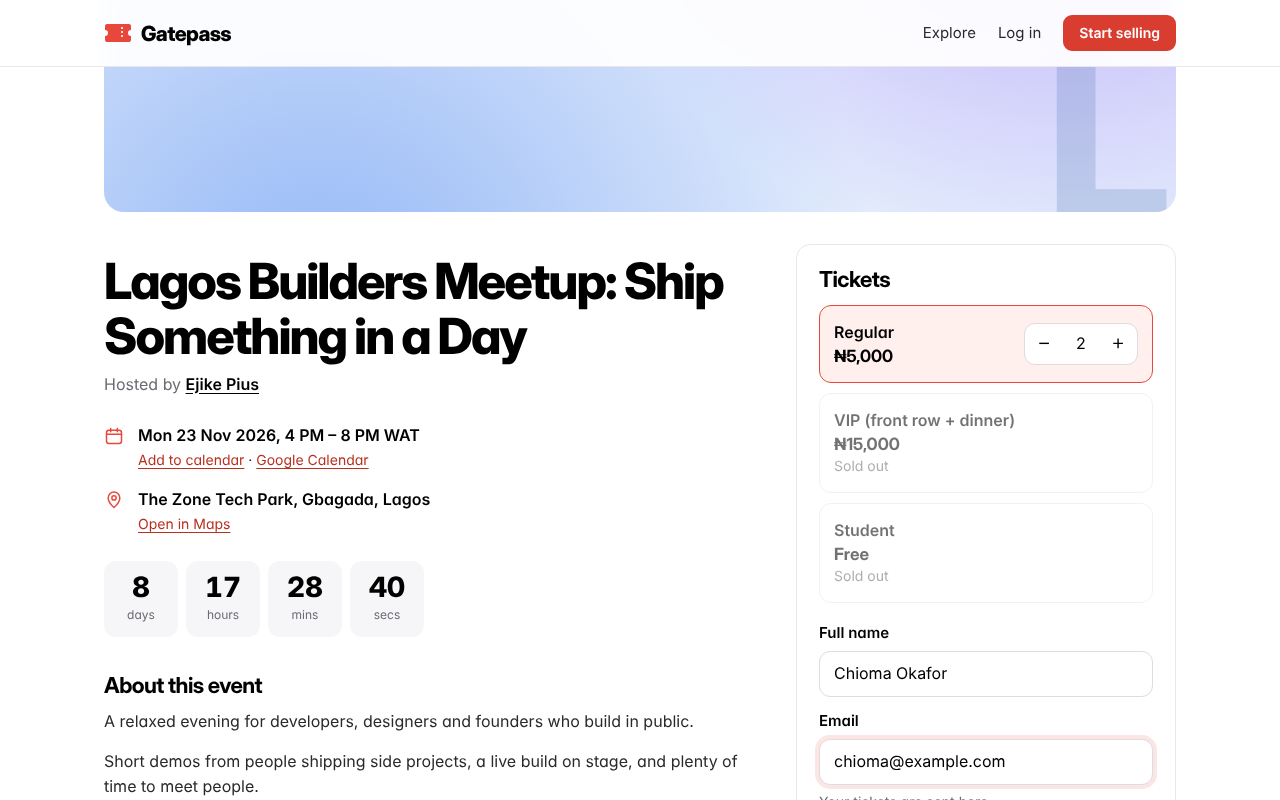 Gatepass
Explore
Log in
Start selling
L
Lagos Builders Meetup: Ship
Something in a Day
Hosted by Ejike Pius
Mon 23 Nov 2026, 4 PM – 8 PM WAT
Add to calendar · Google Calendar
The Zone Tech Park, Gbagada, Lagos
Open in Maps
8
days
17
hours
28
mins
40
secs
About this event
A relaxed evening for developers, designers and founders who build in public.
Short demos from people shipping side projects, a live build on stage, and plenty of
time to meet people.
Tickets
Regular
₦5,000
− 2 +
VIP (front row + dinner)
₦15,000
Sold out
Student
Free
Sold out
Full name
Chioma Okafor
Email
chioma@example.com
Your tickets are sent here